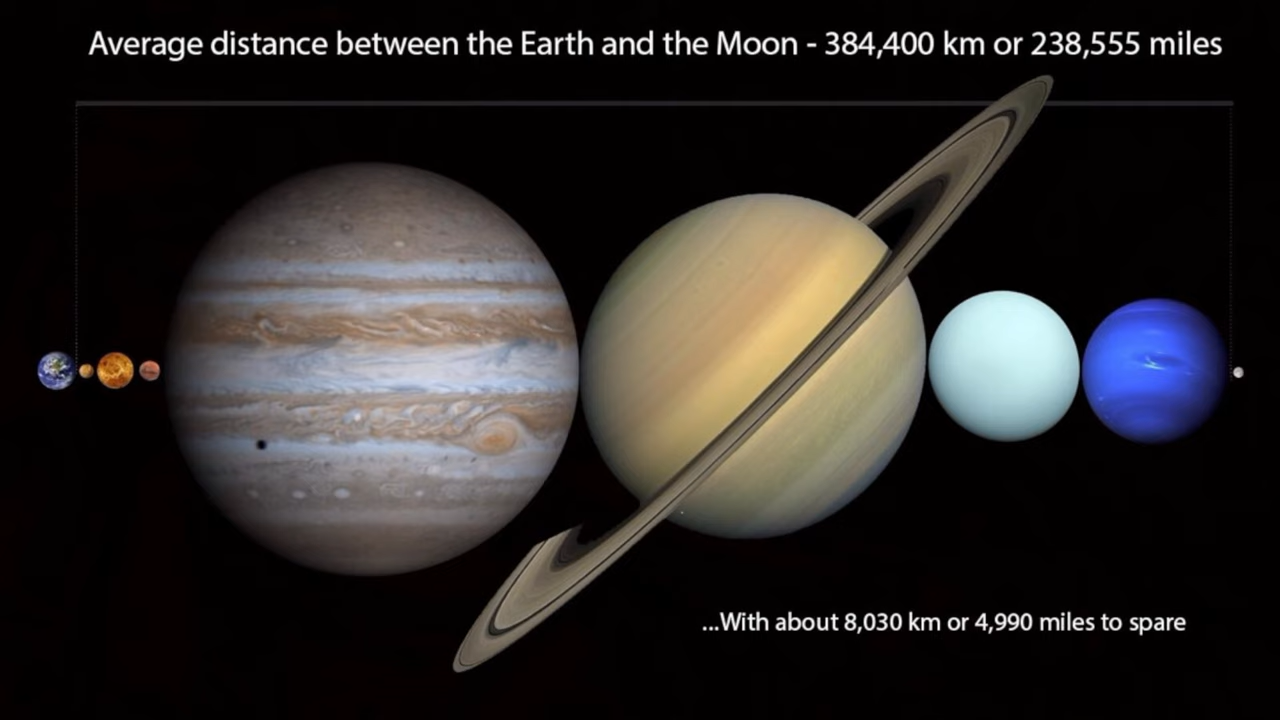 Average distance between the Earth and the Moon - 384,400 km or 238,555 miles
...With about 8,030 km or 4,990 miles to spare